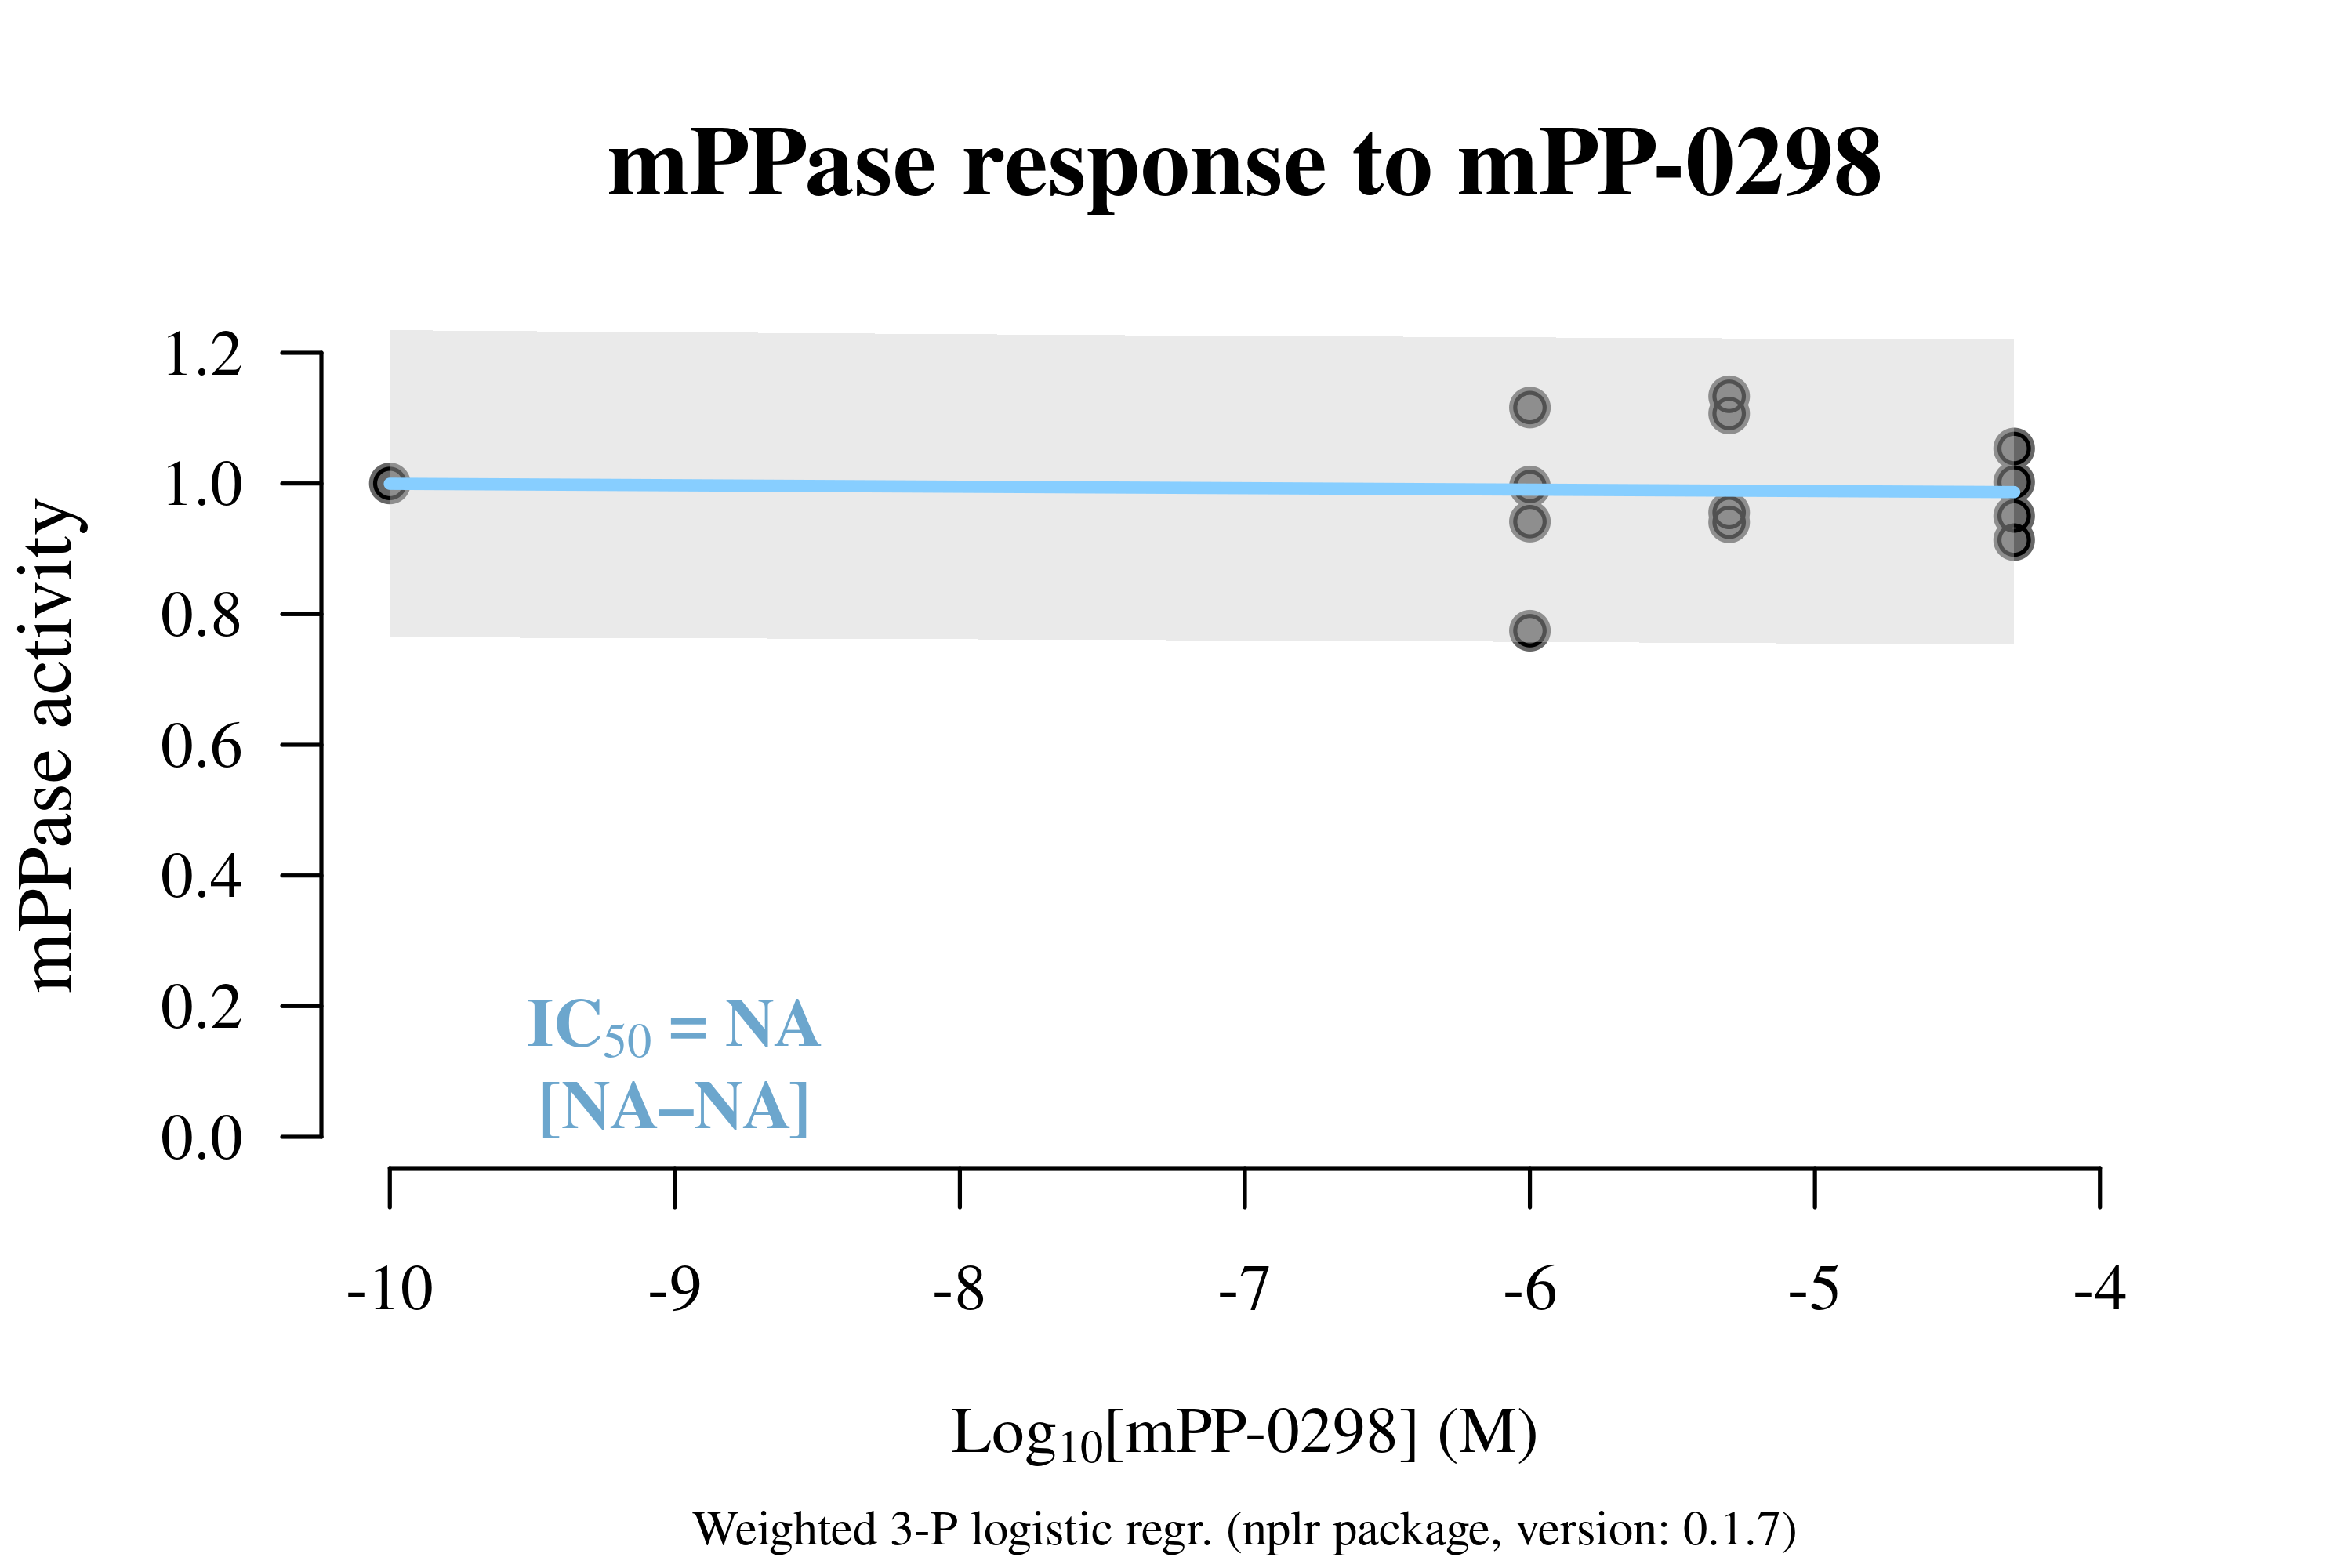 mPPase response to mPP-0298
mPPase activity
1.2
1.0
0.8
0.6
0.4
0.2
0.0
IC50 = NA
[NA–NA]
-10 -9 -8 -7 -6 -5 -4
Log10[mPP-0298] (M)
Weighted 3-P logistic regr. (nplr package, version: 0.1.7)